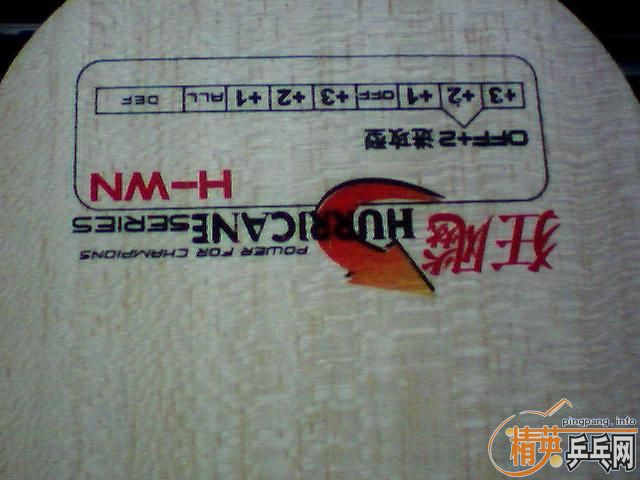 POWER FOR CHAMPIONS
狂飚 HURRICANE SERIES
H-WN
OFF+2 进攻型
+3 +2 +1 OFF +3 +2 +1 ALL DEF
pingpang.info
精英乒乓网